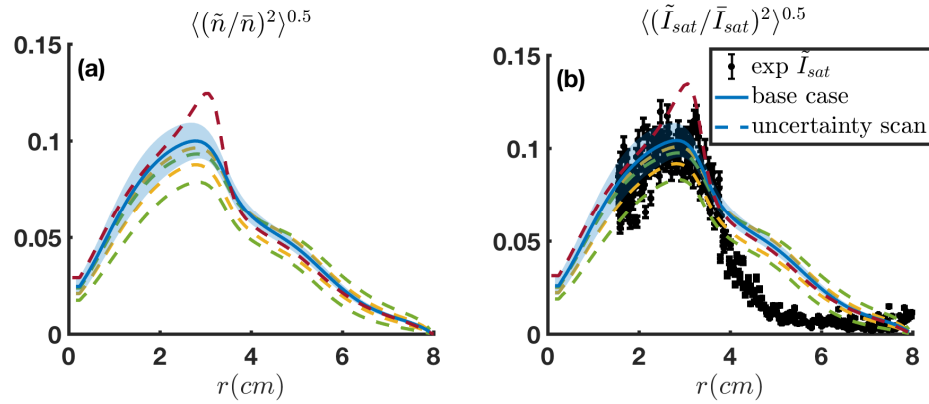 ⟨(ñ/n̄)²⟩^0.5
(a)
0.15
0.1
0.05
0
0 2 4 6 8
r(cm)
⟨(Ĩ_sat/Ī_sat)²⟩^0.5
(b)
exp Ĩ_sat
base case
uncertainty scan
0.15
0.1
0.05
0
0 2 4 6 8
r(cm)